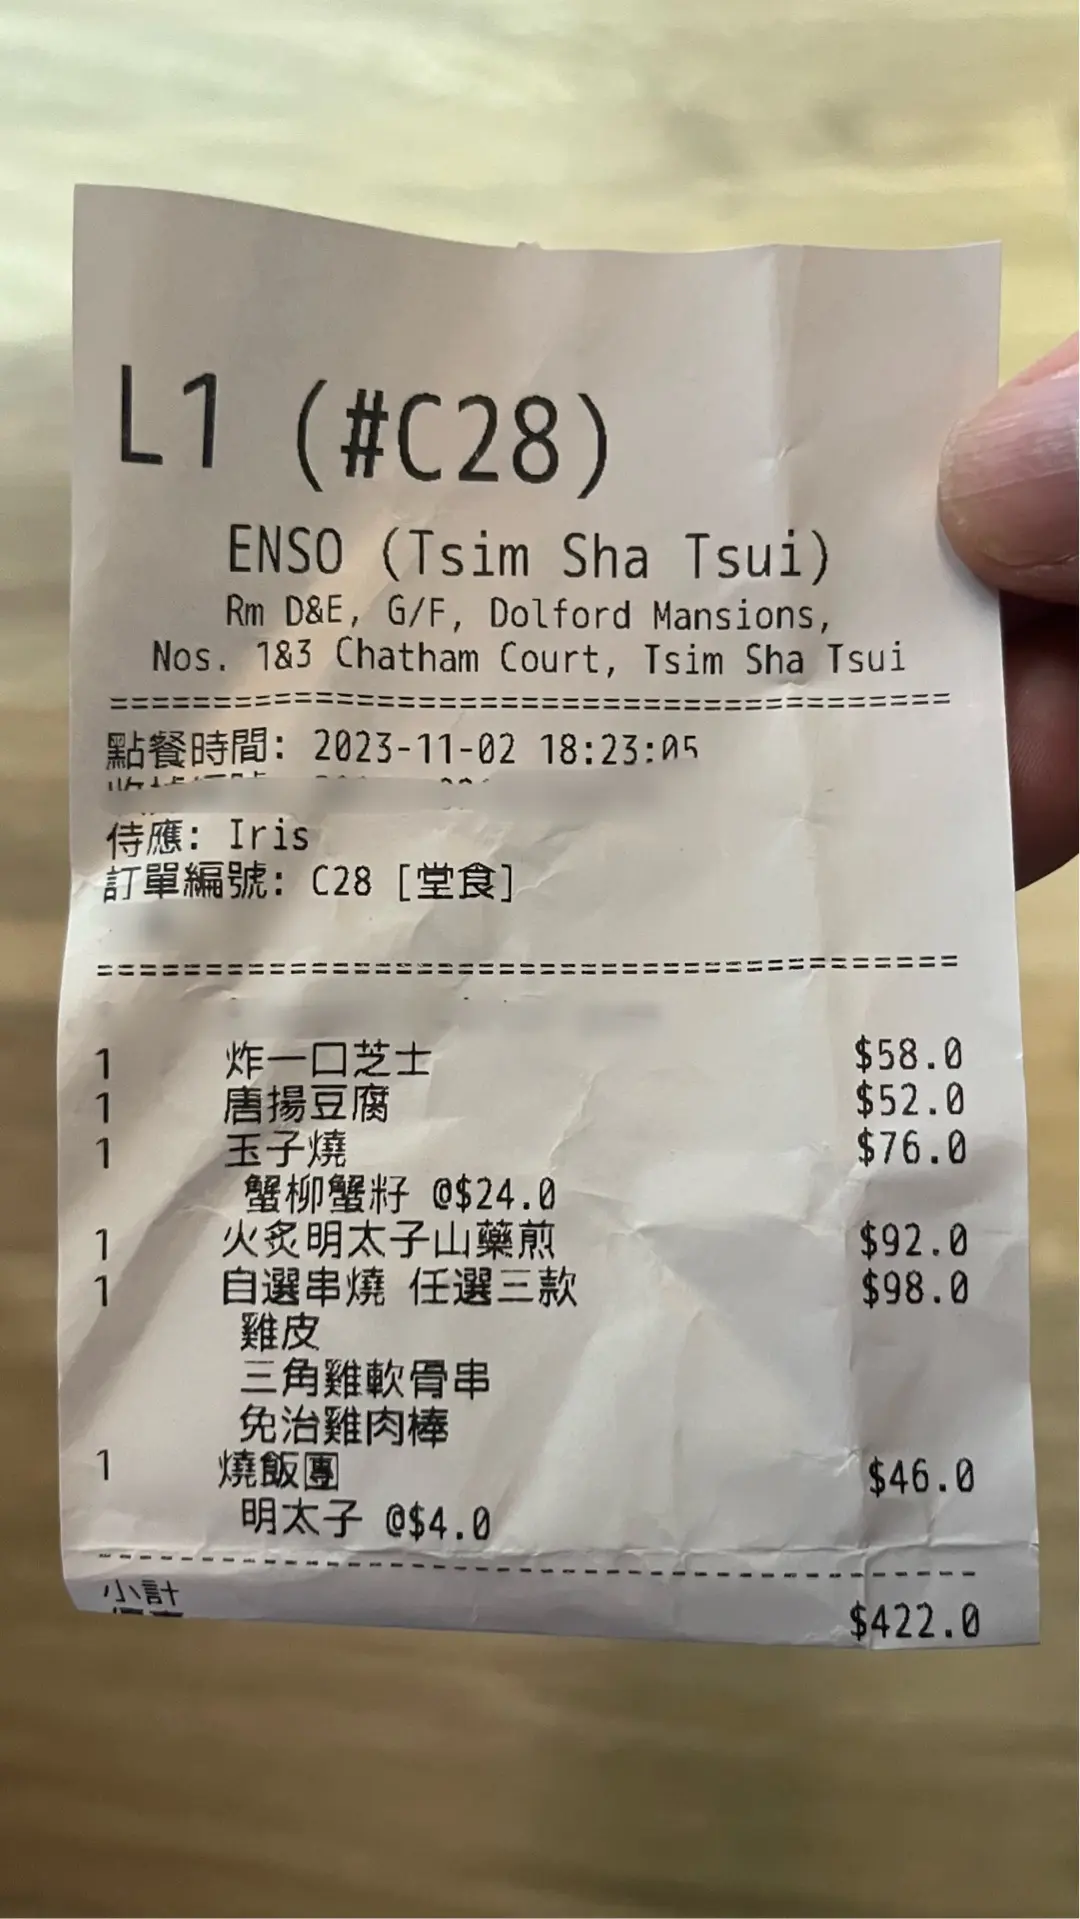 L1 (#C28)
ENSO (Tsim Sha Tsui)
Rm D&E, G/F, Dolford Mansions,
Nos. 1&3 Chatham Court, Tsim Sha Tsui
========================================
點餐時間: 2023-11-02 18:23:05
侍應: Iris
訂單編號: C28 [堂食]
========================================
1 炸一口芝士 $58.0
1 唐揚豆腐 $52.0
1 玉子燒 $76.0
蟹柳蟹籽 @$24.0
1 火炙明太子山藥煎 $92.0
1 自選串燒 任選三款 $98.0
雞皮
三角雞軟骨串
免治雞肉棒
1 燒飯團 $46.0
明太子 @$4.0
----------------------------------------
小計 $422.0